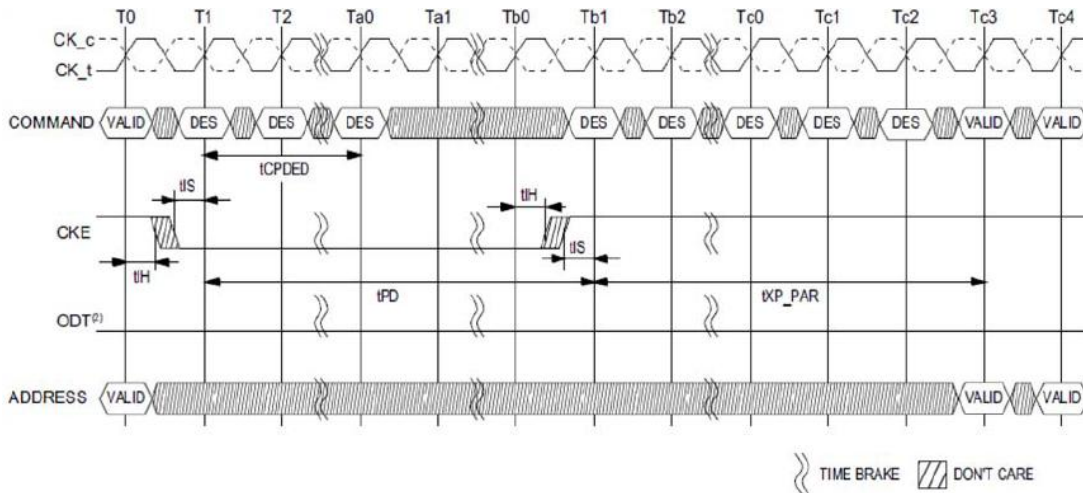 T0 T1 T2 Ta0 Ta1 Tb0 Tb1 Tb2 Tc0 Tc1 Tc2 Tc3 Tc4
CK_c
CK_t
COMMAND VALID DES DES DES DES DES DES DES DES VALID VALID
tCPDED
tIS tIH
CKE
tIS
tIH
tPD tXP_PAR
ODT(2)
ADDRESS VALID VALID VALID
TIME BRAKE DON'T CARE